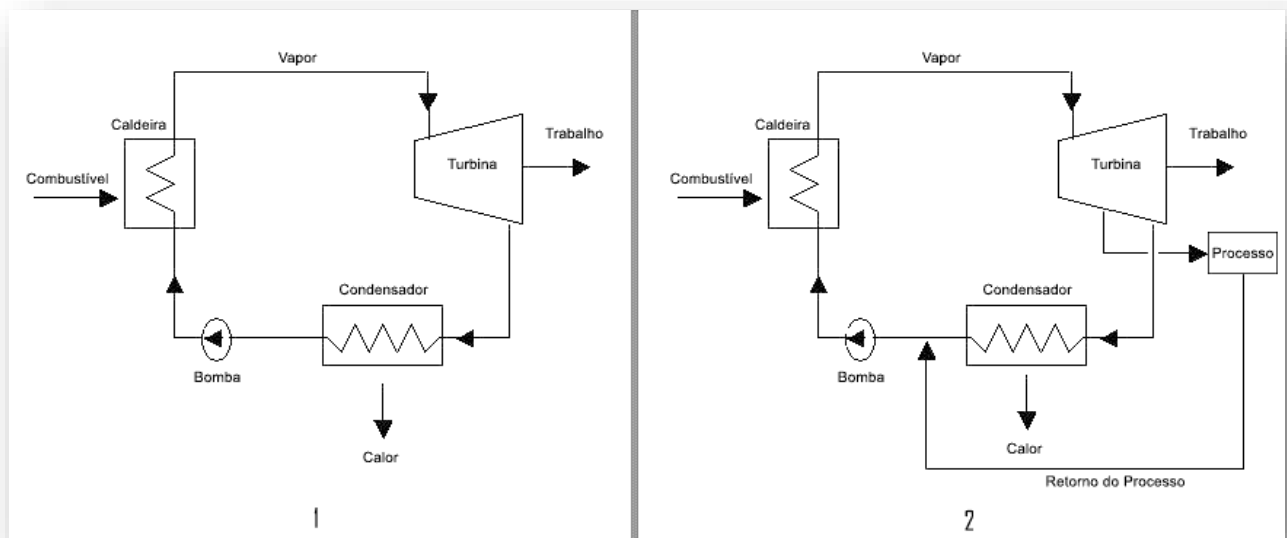 Vapor
Caldeira
Trabalho
Turbina
Combustível
Condensador
Bomba
Calor
1
Vapor
Caldeira
Trabalho
Turbina
Combustível
Processo
Condensador
Bomba
Calor
Retorno do Processo
2